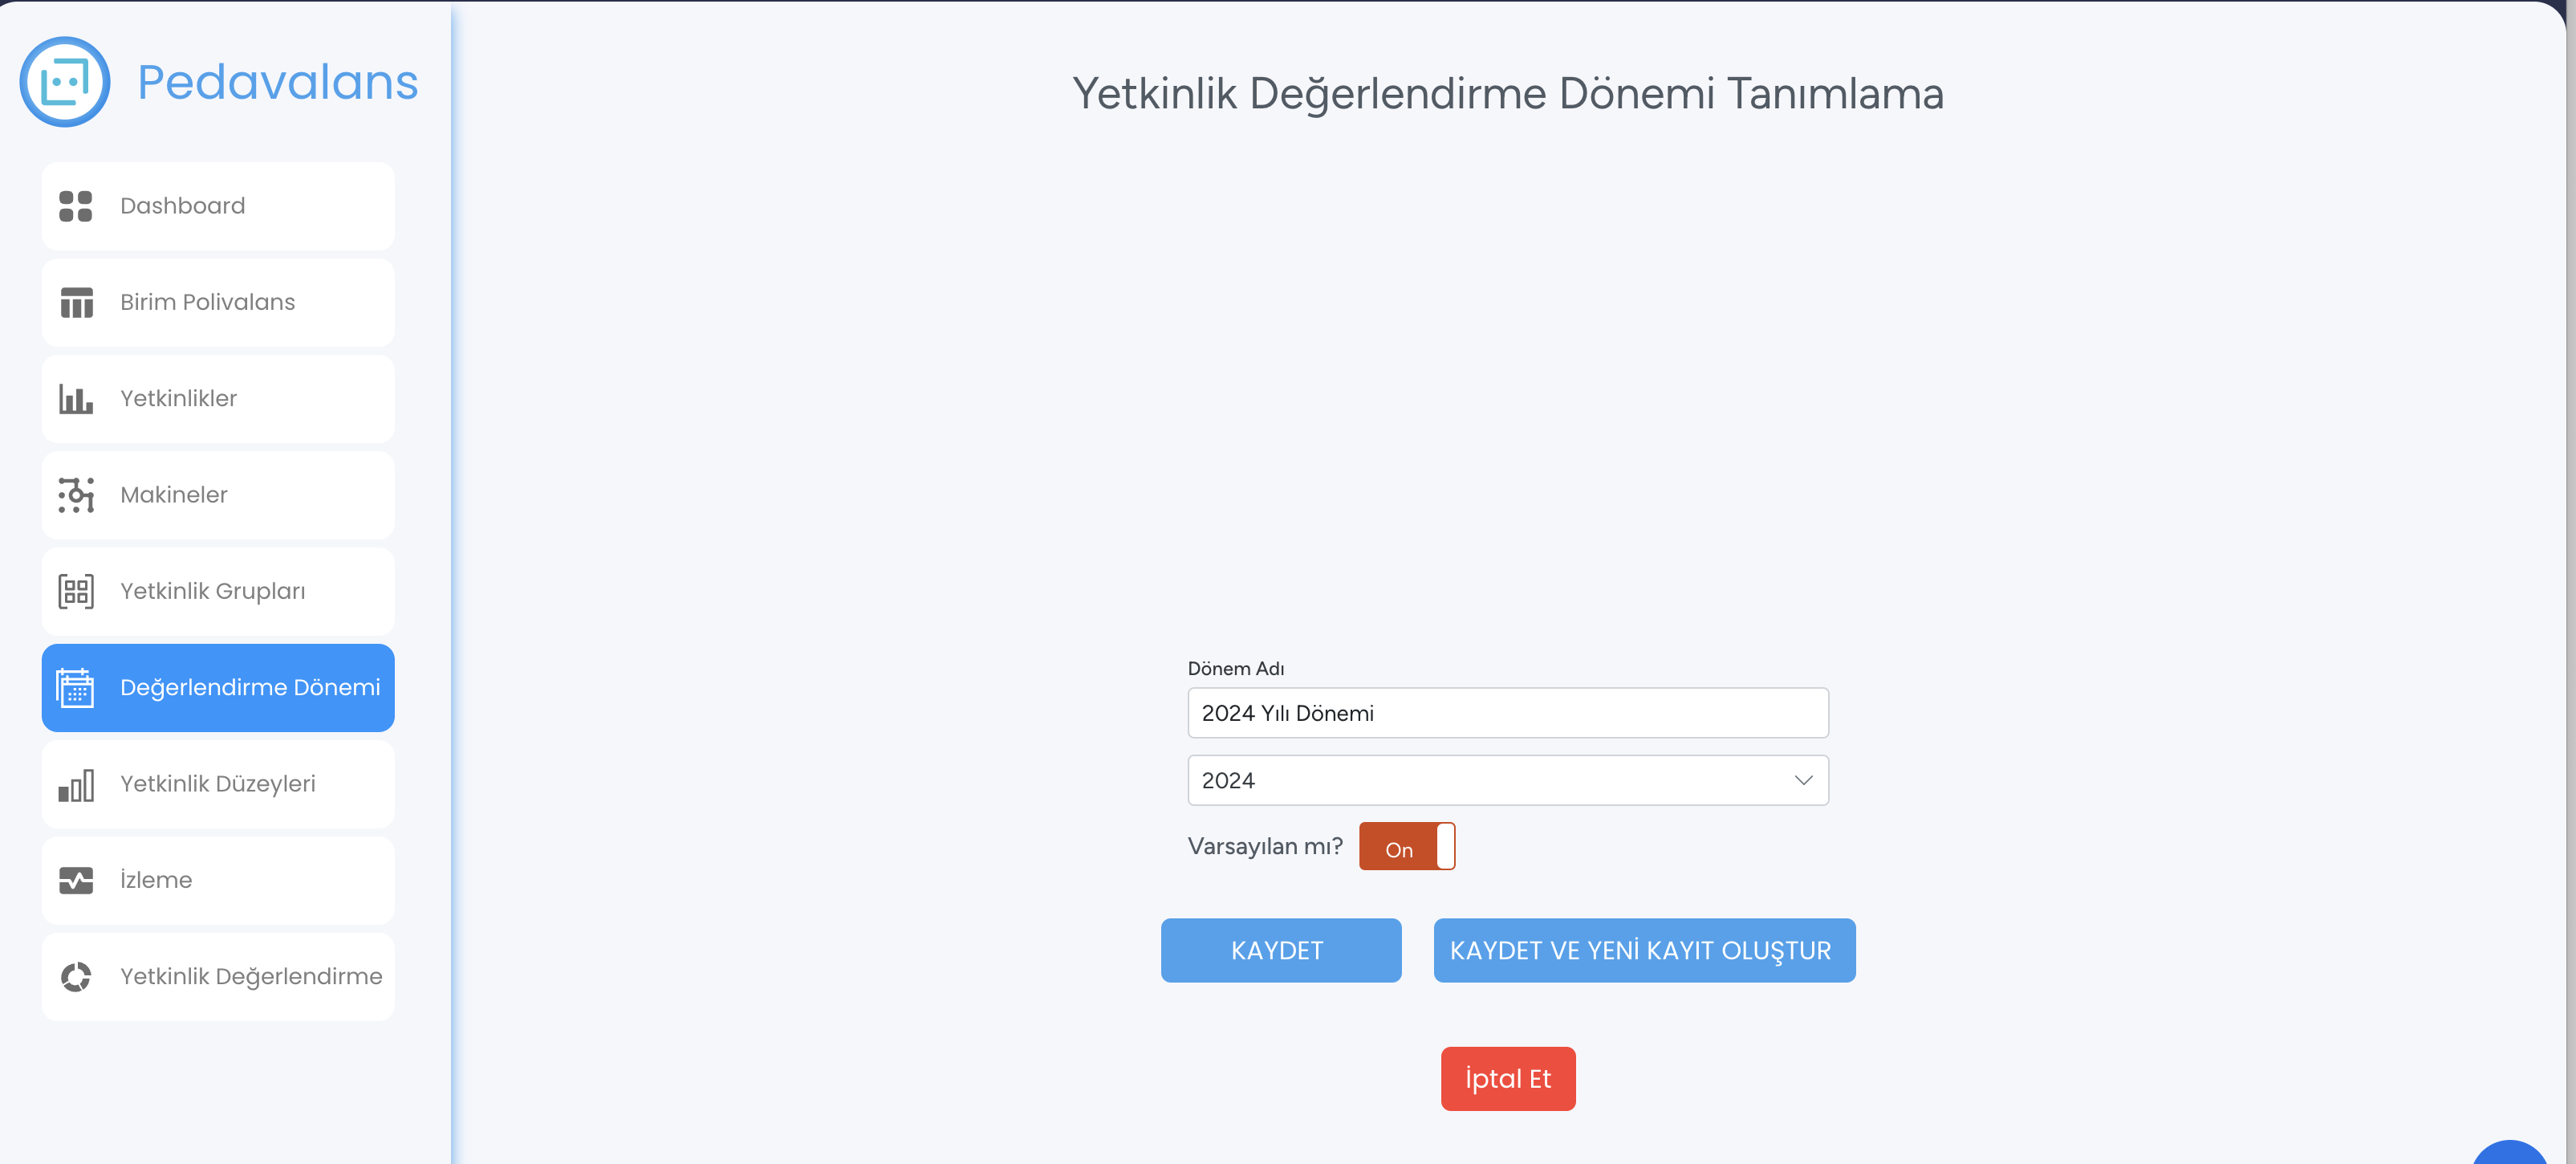 Pedavalans
Dashboard
Birim Polivalans
Yetkinlikler
Makineler
Yetkinlik Grupları
Değerlendirme Dönemi
Yetkinlik Düzeyleri
İzleme
Yetkinlik Değerlendirme
Yetkinlik Değerlendirme Dönemi Tanımlama
Dönem Adı
2024 Yılı Dönemi
2024
Varsayılan mı? On
KAYDET KAYDET VE YENİ KAYIT OLUŞTUR
İptal Et